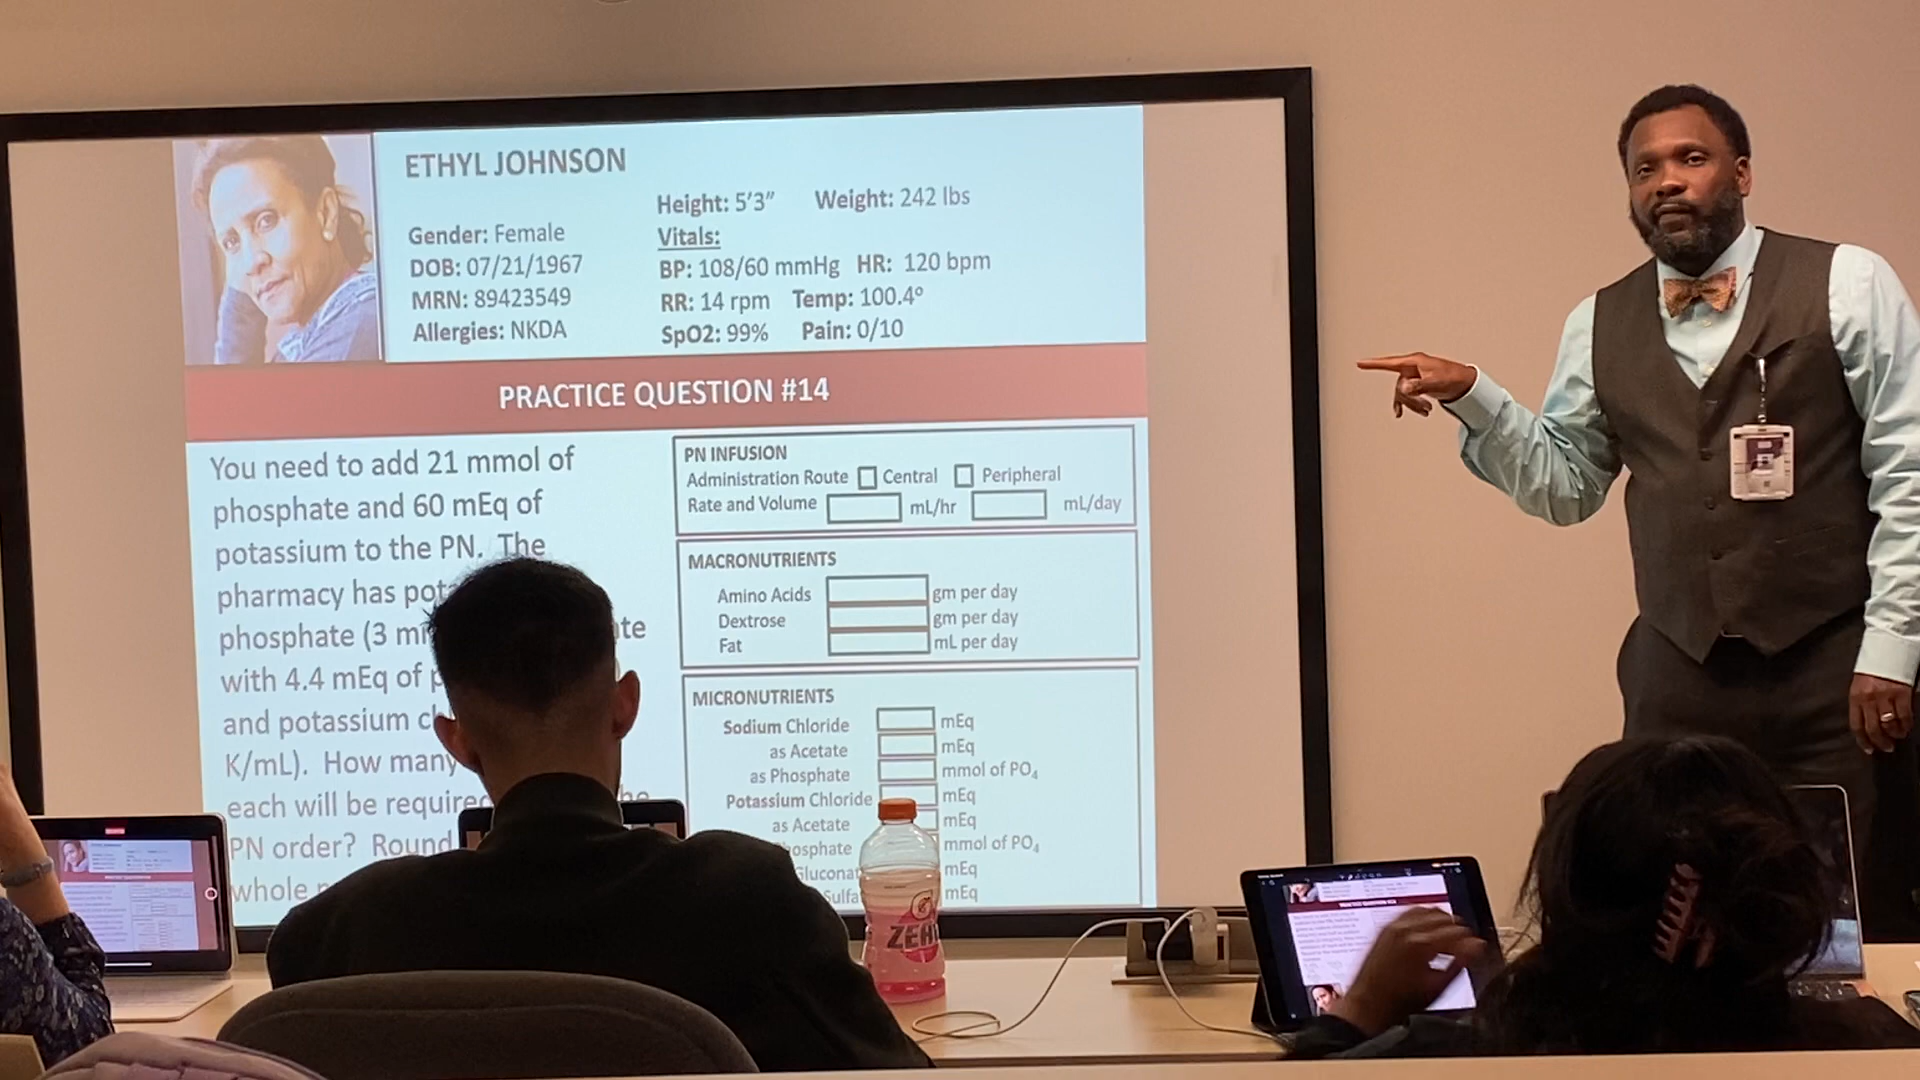 ETHYL JOHNSON
Height: 5'3" Weight: 242 lbs
Gender: Female
Vitals:
DOB: 07/21/1967
BP: 108/60 mmHg HR: 120 bpm
MRN: 89423549
RR: 14 rpm Temp: 100.4º
Allergies: NKDA
SpO2: 99% Pain: 0/10
PRACTICE QUESTION #14
You need to add 21 mmol of
phosphate and 60 mEq of
potassium to the PN. The
pharmacy has
phosphate (3
with 4.4 mEq of
and potassium
K/mL). How many
each will be
PN order? Round
whole
PN INFUSION
Administration Route Central Peripheral
Rate and Volume mL/hr mL/day
MACRONUTRIENTS
Amino Acids gm per day
Dextrose gm per day
Fat mL per day
MICRONUTRIENTS
Sodium Chloride mEq
as Acetate mEq
as Phosphate mmol of PO4
Potassium Chloride mEq
as Acetate mEq
mmol of PO4
mEq
mEq
G
ZER
PRACTICE QUESTION #14